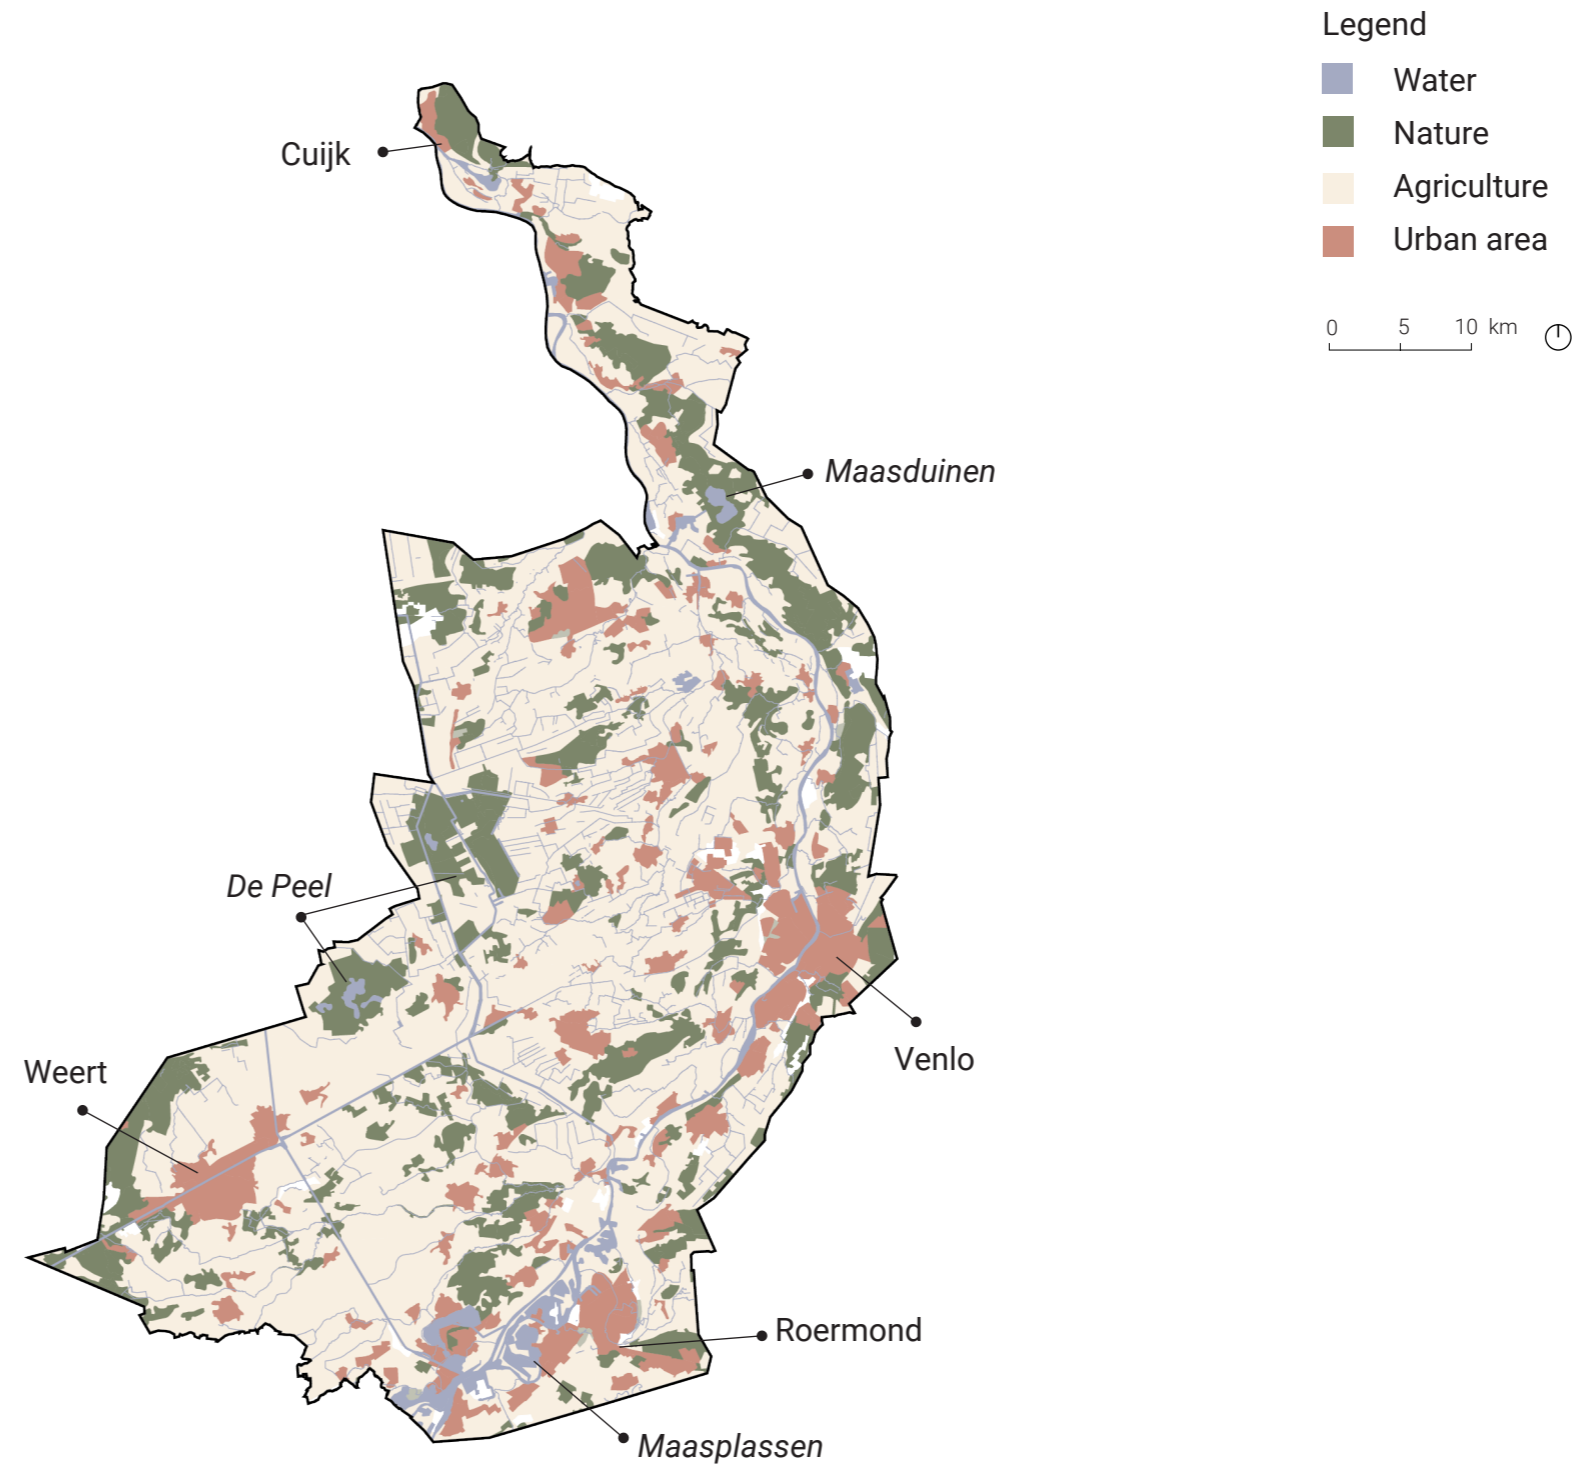 Legend
Water
Nature
Agriculture
Urban area
0 5 10 km
Cuijk
Maasduinen
De Peel
Venlo
Weert
Roermond
Maasplassen